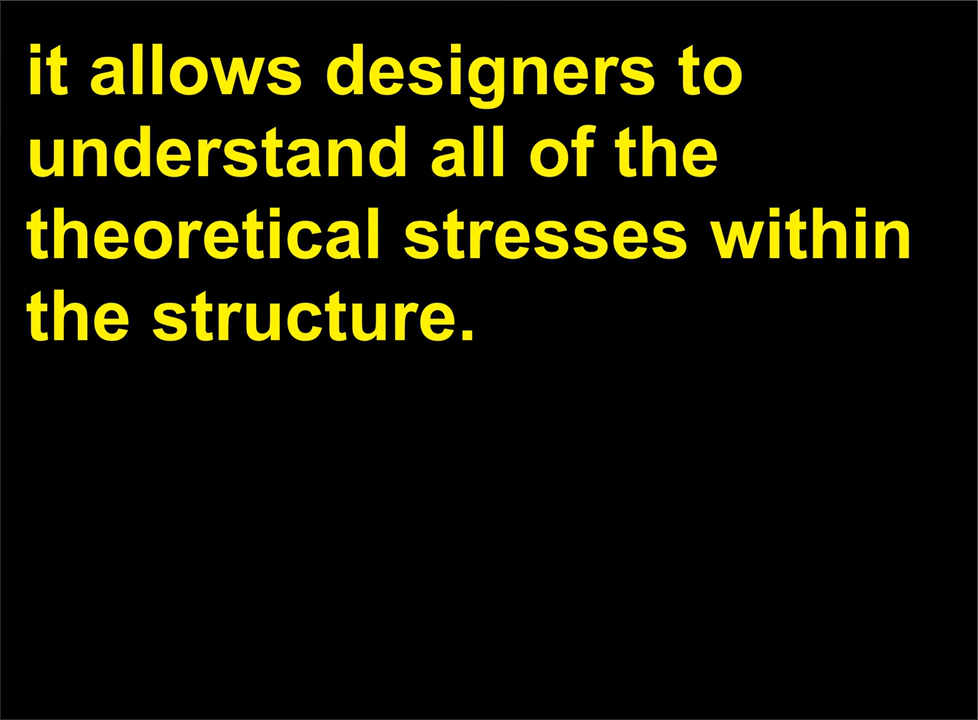 it allows designers to
understand all of the
theoretical stresses within
the structure.